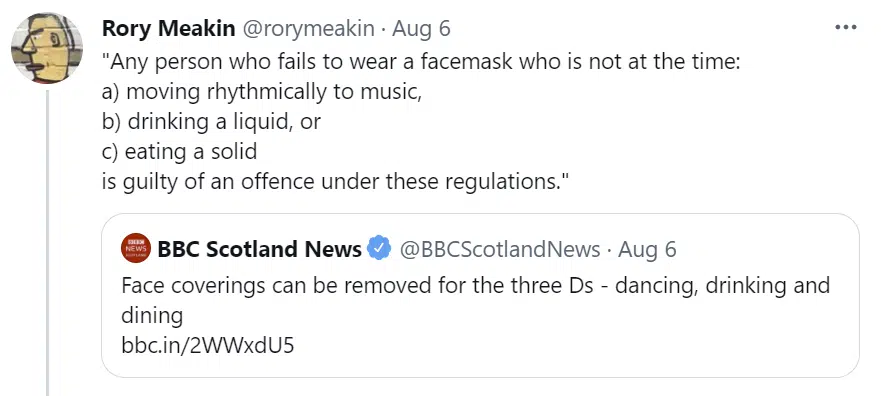 Rory Meakin @rorymeakin · Aug 6
"Any person who fails to wear a facemask who is not at the time:
a) moving rhythmically to music,
b) drinking a liquid, or
c) eating a solid
is guilty of an offence under these regulations."
BBC NEWS SCOTLAND
BBC Scotland News @BBCScotlandNews · Aug 6
Face coverings can be removed for the three Ds - dancing, drinking and
dining
bbc.in/2WWxdU5